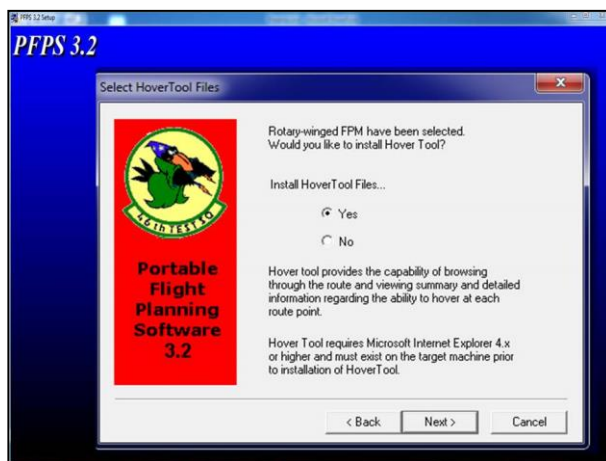 PFPS 3.2 Setup
PFPS 3.2
Select HoverTool Files
Rotary-winged FPM have been selected.
Would you like to install Hover Tool?
Install HoverTool Files...
Yes
No
Hover tool provides the capability of browsing
through the route and viewing summary and detailed
information regarding the ability to hover at each
route point.
Hover Tool requires Microsoft Internet Explorer 4.x
or higher and must exist on the target machine prior
to installation of HoverTool.
46th TEST SQ
Portable
Flight
Planning
Software
3.2
< Back
Next >
Cancel